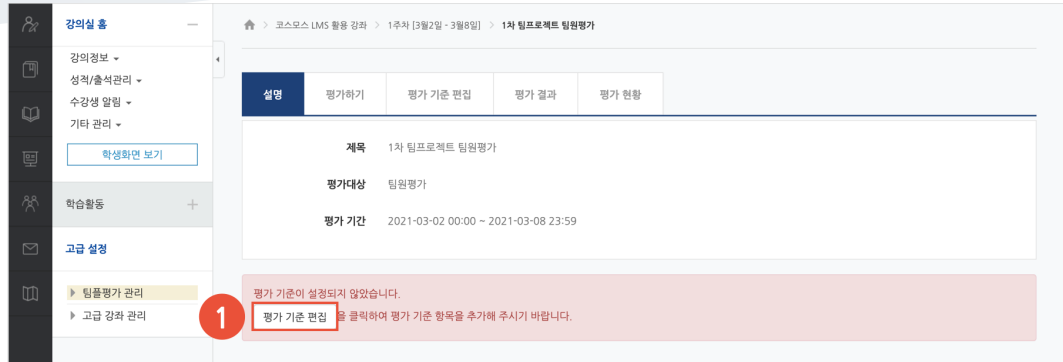 강의실 홈
강의정보
성적/출석관리
수강생 알림
기타 관리
학생화면 보기
학습활동
고급 설정
팀플평가 관리
고급 강좌 관리
코스모스 LMS 활용 강좌 > 1주차 [3월2일 - 3월8일] > 1차 팀프로젝트 팀원평가
설명 평가하기 평가 기준 편집 평가 결과 평가 현황
제목 1차 팀프로젝트 팀원평가
평가대상 팀원평가
평가 기간 2021-03-02 00:00 ~ 2021-03-08 23:59
평가 기준이 설정되지 않았습니다.
1 평가 기준 편집 을 클릭하여 평가 기준 항목을 추가해 주시기 바랍니다.